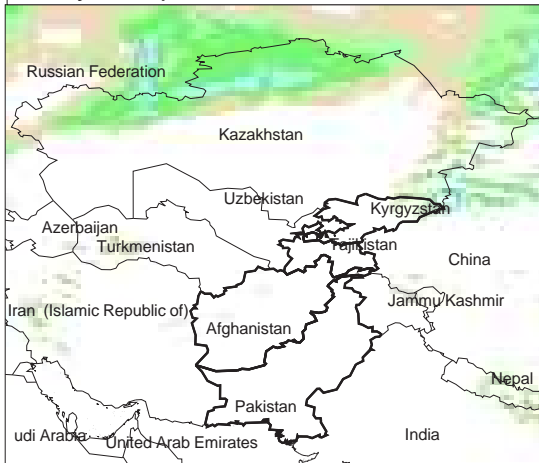 Russian Federation
Kazakhstan
Uzbekistan
Kyrgyzstan
Azerbaijan
Turkmenistan
Tajikistan
China
Iran (Islamic Republic of)
Jammu/Kashmir
Afghanistan
Nepal
Pakistan
udi Arabia
United Arab Emirates
India